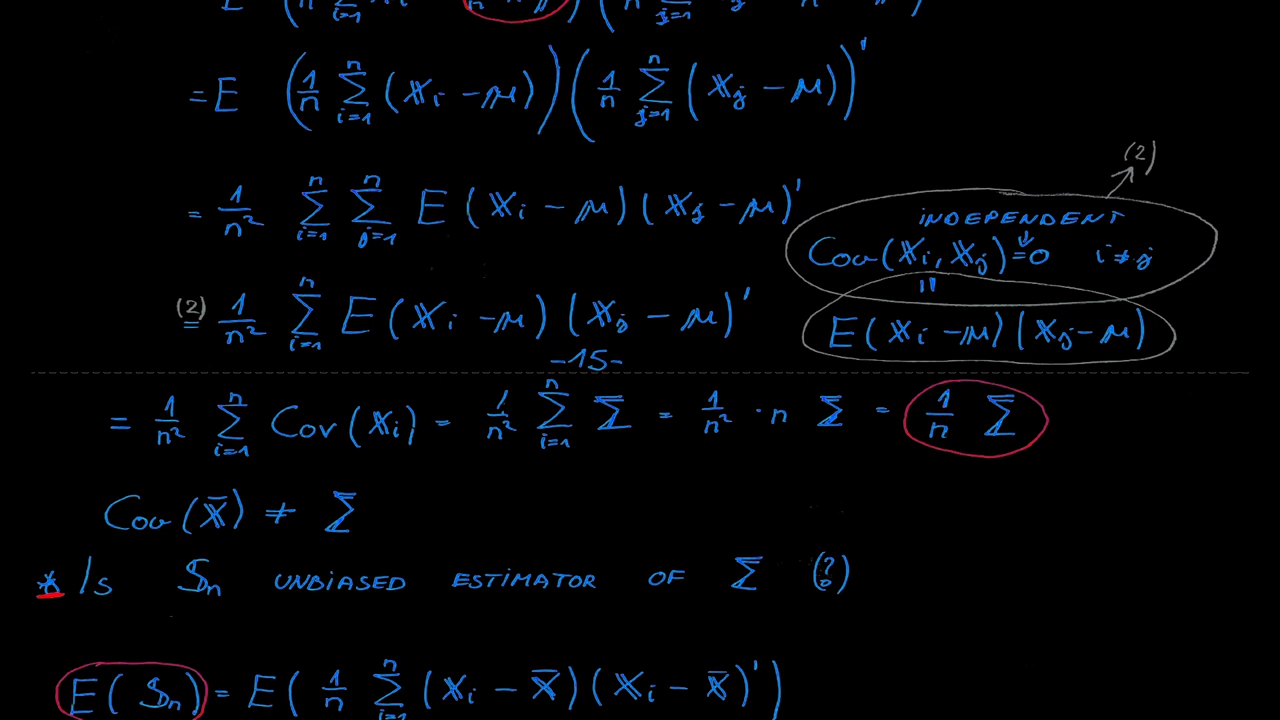 = E (1/n Σ_{i=1}^{n} (X_i − μ)) (1/n Σ_{j=1}^{n} (X_j − μ))'
(2)
= 1/n² Σ_{i=1}^{n} Σ_{j=1}^{n} E (X_i − μ) (X_j − μ)'
INDEPENDENT
Cov(X_i, X_j) = 0 i ≠ j
"
(2)
= 1/n² Σ_{i=1}^{n} E (X_i − μ) (X_j − μ)'
E (X_i − μ) (X_j − μ)
-15-
= 1/n² Σ_{i=1}^{n} Cov(X_i) = 1/n² Σ_{i=1}^{n} Σ = 1/n² · n Σ = 1/n Σ
Cov(X̄) ≠ Σ
* Is S_n UNBIASED ESTIMATOR OF Σ (?)
E( S_n) = E( 1/n Σ_{i=1}^{n} (X_i − X̄) (X_i − X̄)')